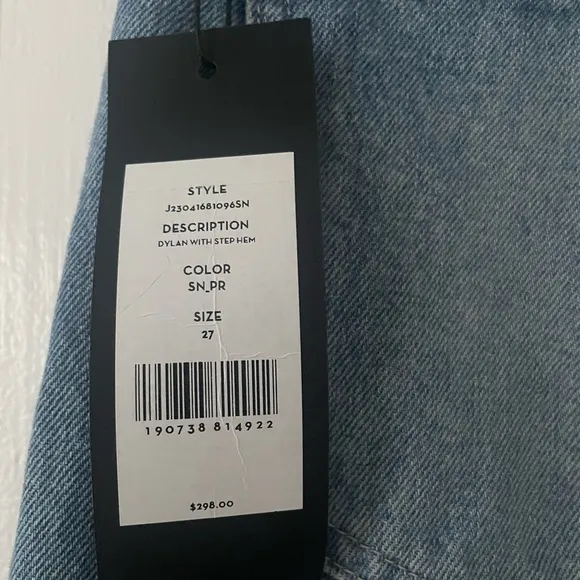 STYLE
J23041681096SN
DESCRIPTION
DYLAN WITH STEP HEM
COLOR
SN_PR
SIZE
27
190738 814922
$298.00